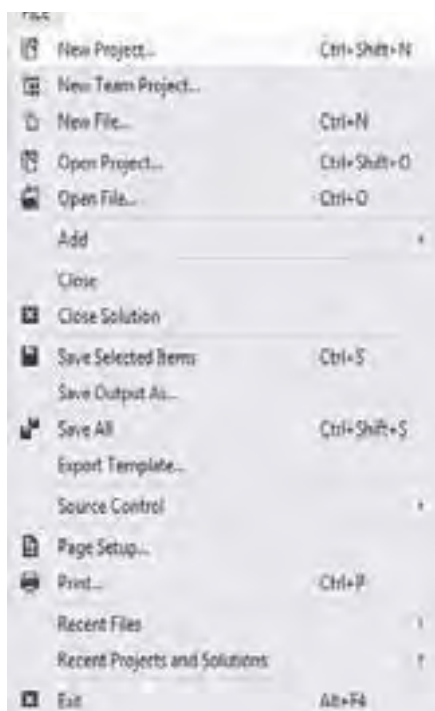 FILE
New Project... Ctrl+Shift+N
New Team Project...
New File... Ctrl+N
Open Project... Ctrl+Shift+O
Open File... Ctrl+O
Add
Close
Close Solution
Save Selected Items Ctrl+S
Save Output As...
Save All Ctrl+Shift+S
Export Template...
Source Control
Page Setup...
Print... Ctrl+P
Recent Files
Recent Projects and Solutions
Exit Alt+F4